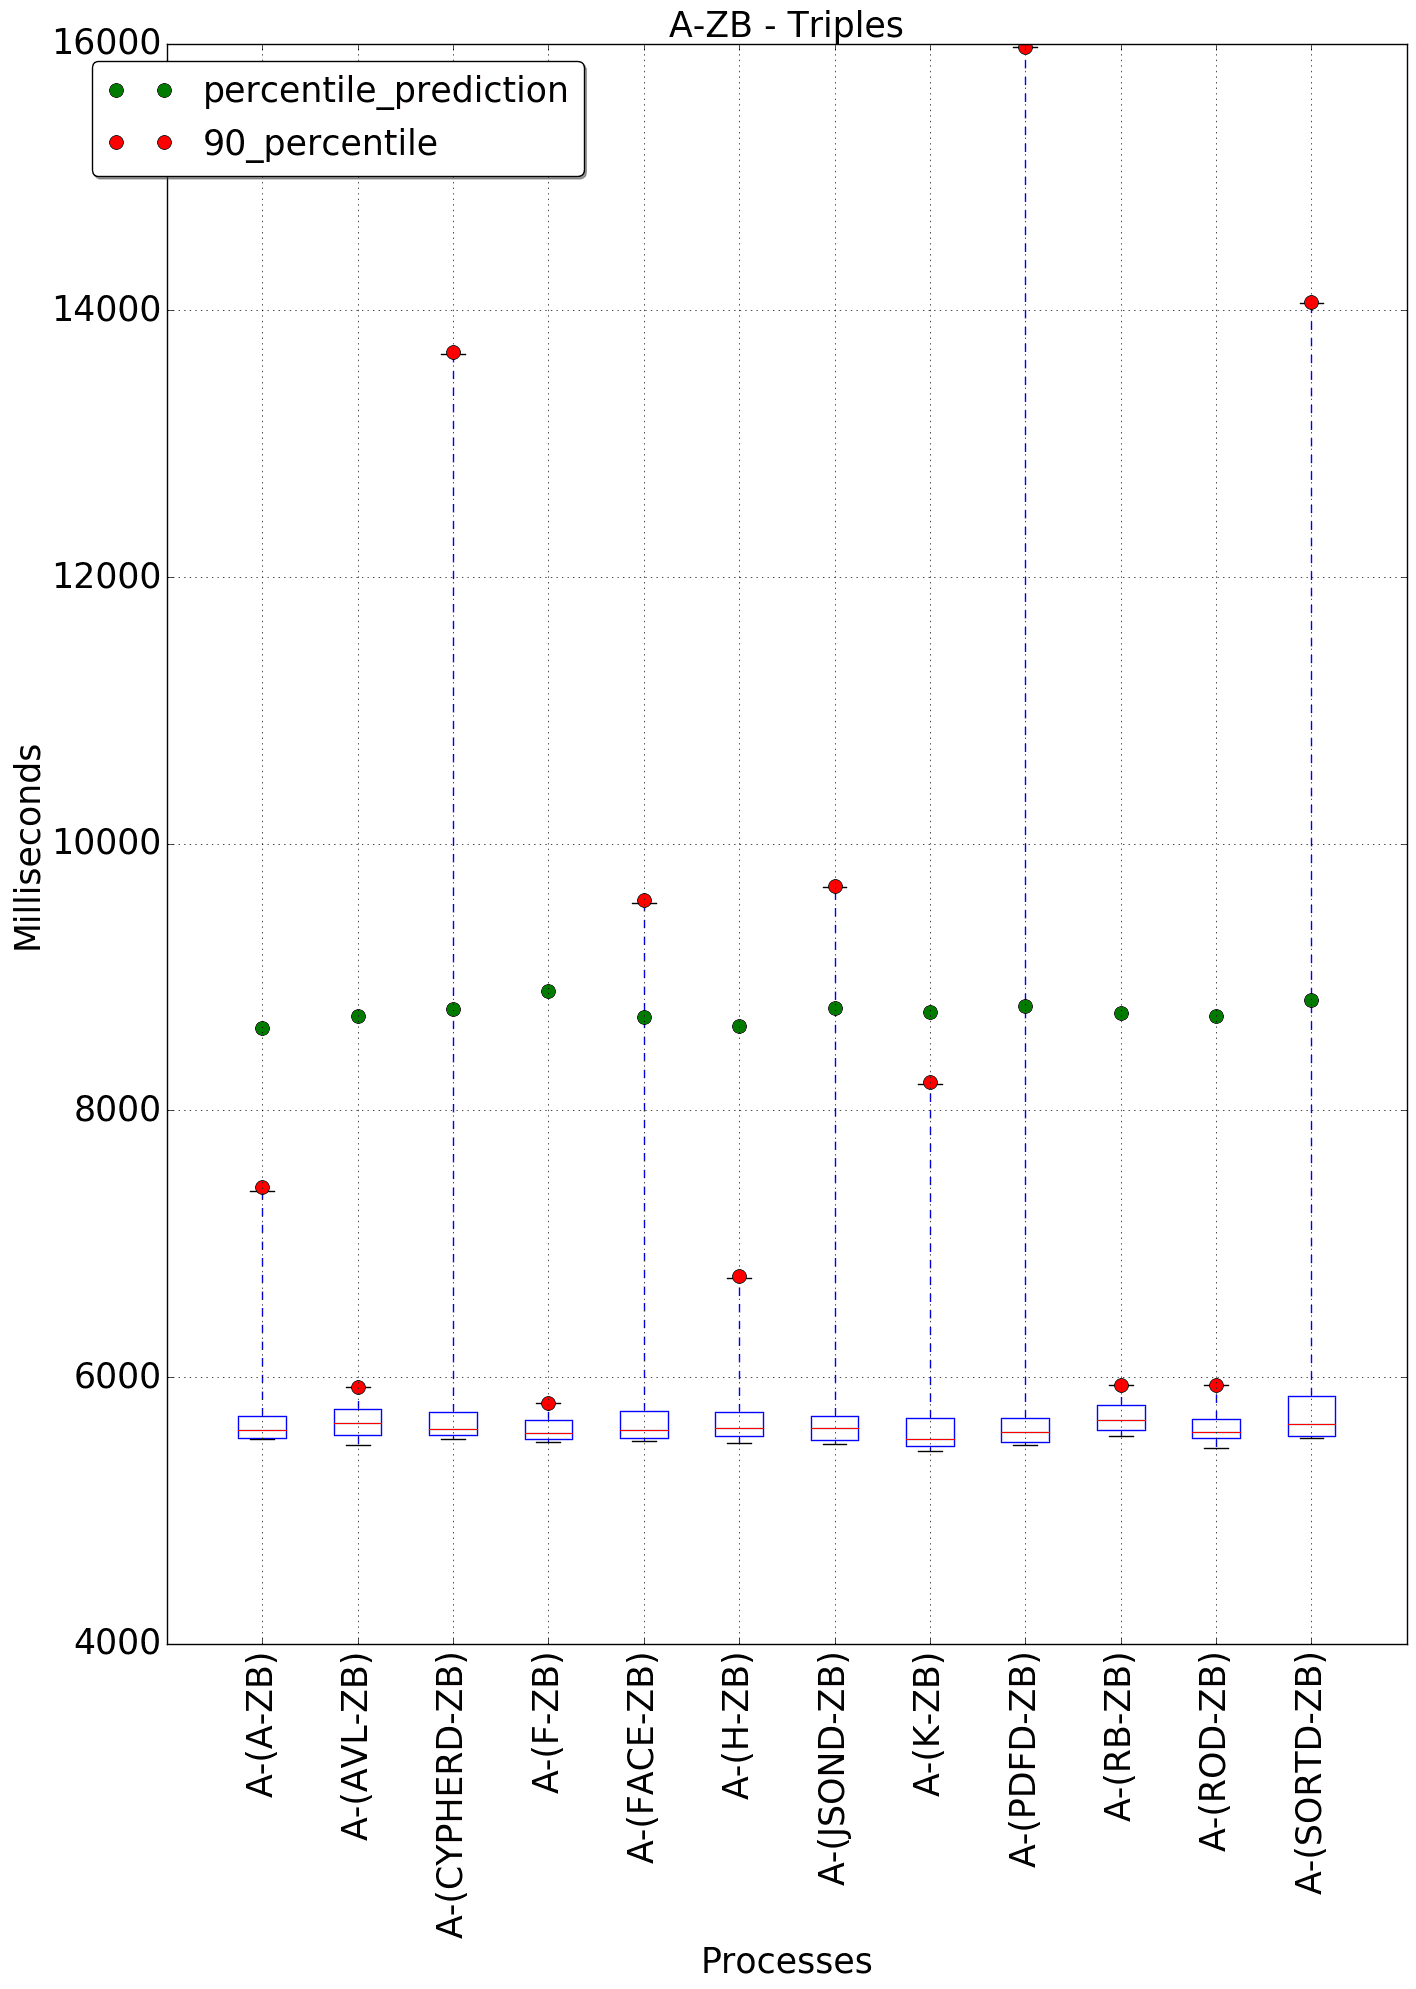 A-ZB - Triples
percentile_prediction
90_percentile
16000
14000
12000
10000
8000
6000
4000
Milliseconds
A-(A-ZB)
A-(AVL-ZB)
A-(CYPHERD-ZB)
A-(F-ZB)
A-(FACE-ZB)
A-(H-ZB)
A-(JSOND-ZB)
A-(K-ZB)
A-(PDFD-ZB)
A-(RB-ZB)
A-(ROD-ZB)
A-(SORTD-ZB)
Processes